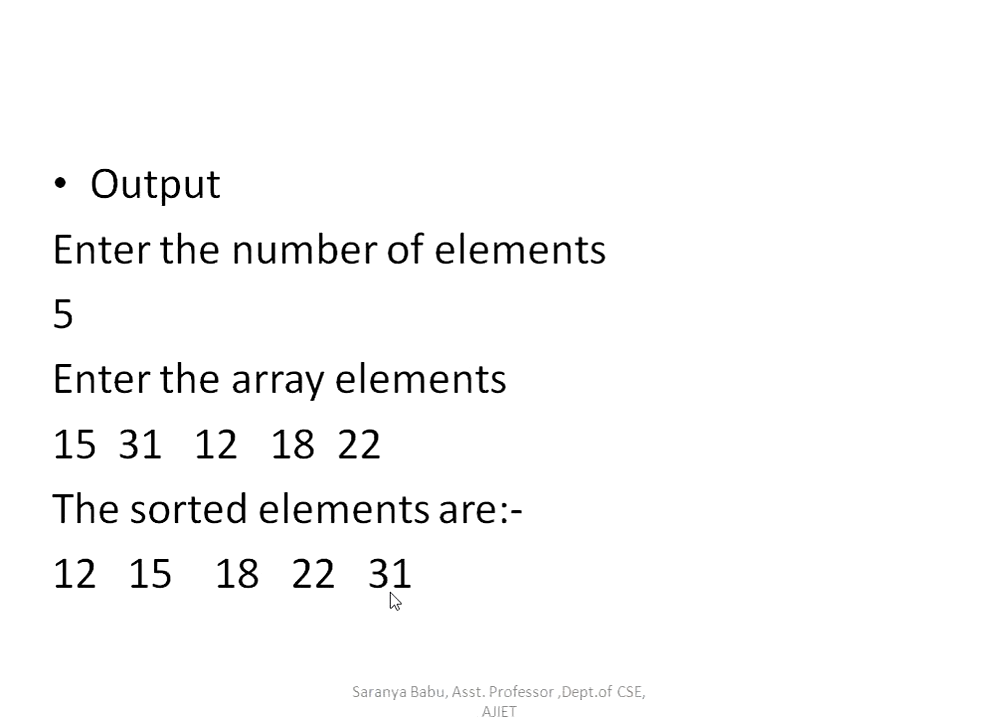 • Output
Enter the number of elements
5
Enter the array elements
15 31 12 18 22
The sorted elements are:-
12 15 18 22 31
Saranya Babu, Asst. Professor ,Dept.of CSE,
AJIET